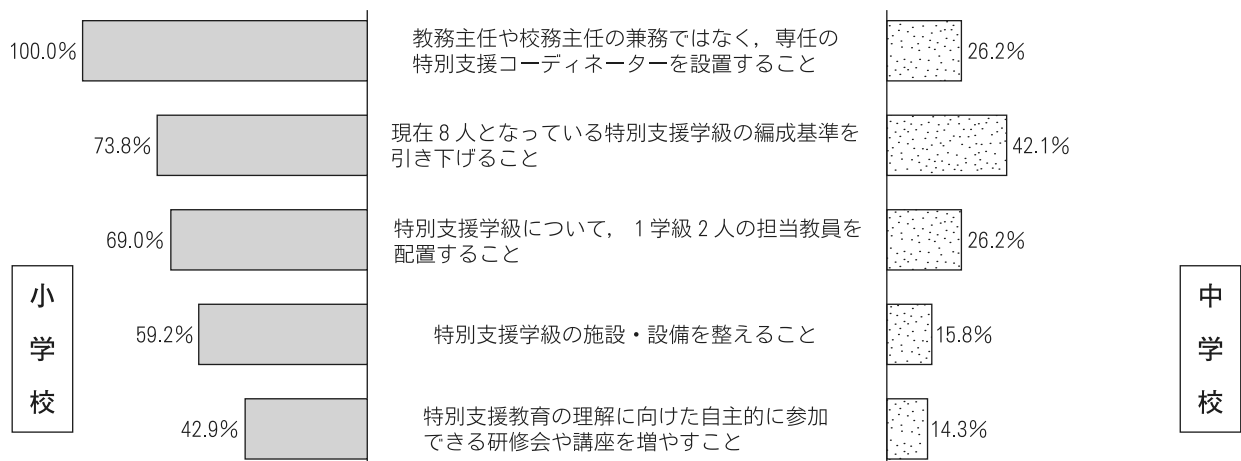 100.0%
教務主任や校務主任の兼務ではなく，専任の
特別支援コーディネーターを設置すること
26.2%
73.8%
現在8人となっている特別支援学級の編成基準を
引き下げること
42.1%
69.0%
特別支援学級について，1学級2人の担当教員を
配置すること
26.2%
小学校
中学校
59.2%
特別支援学級の施設・設備を整えること
15.8%
42.9%
特別支援教育の理解に向けた自主的に参加
できる研修会や講座を増やすこと
14.3%